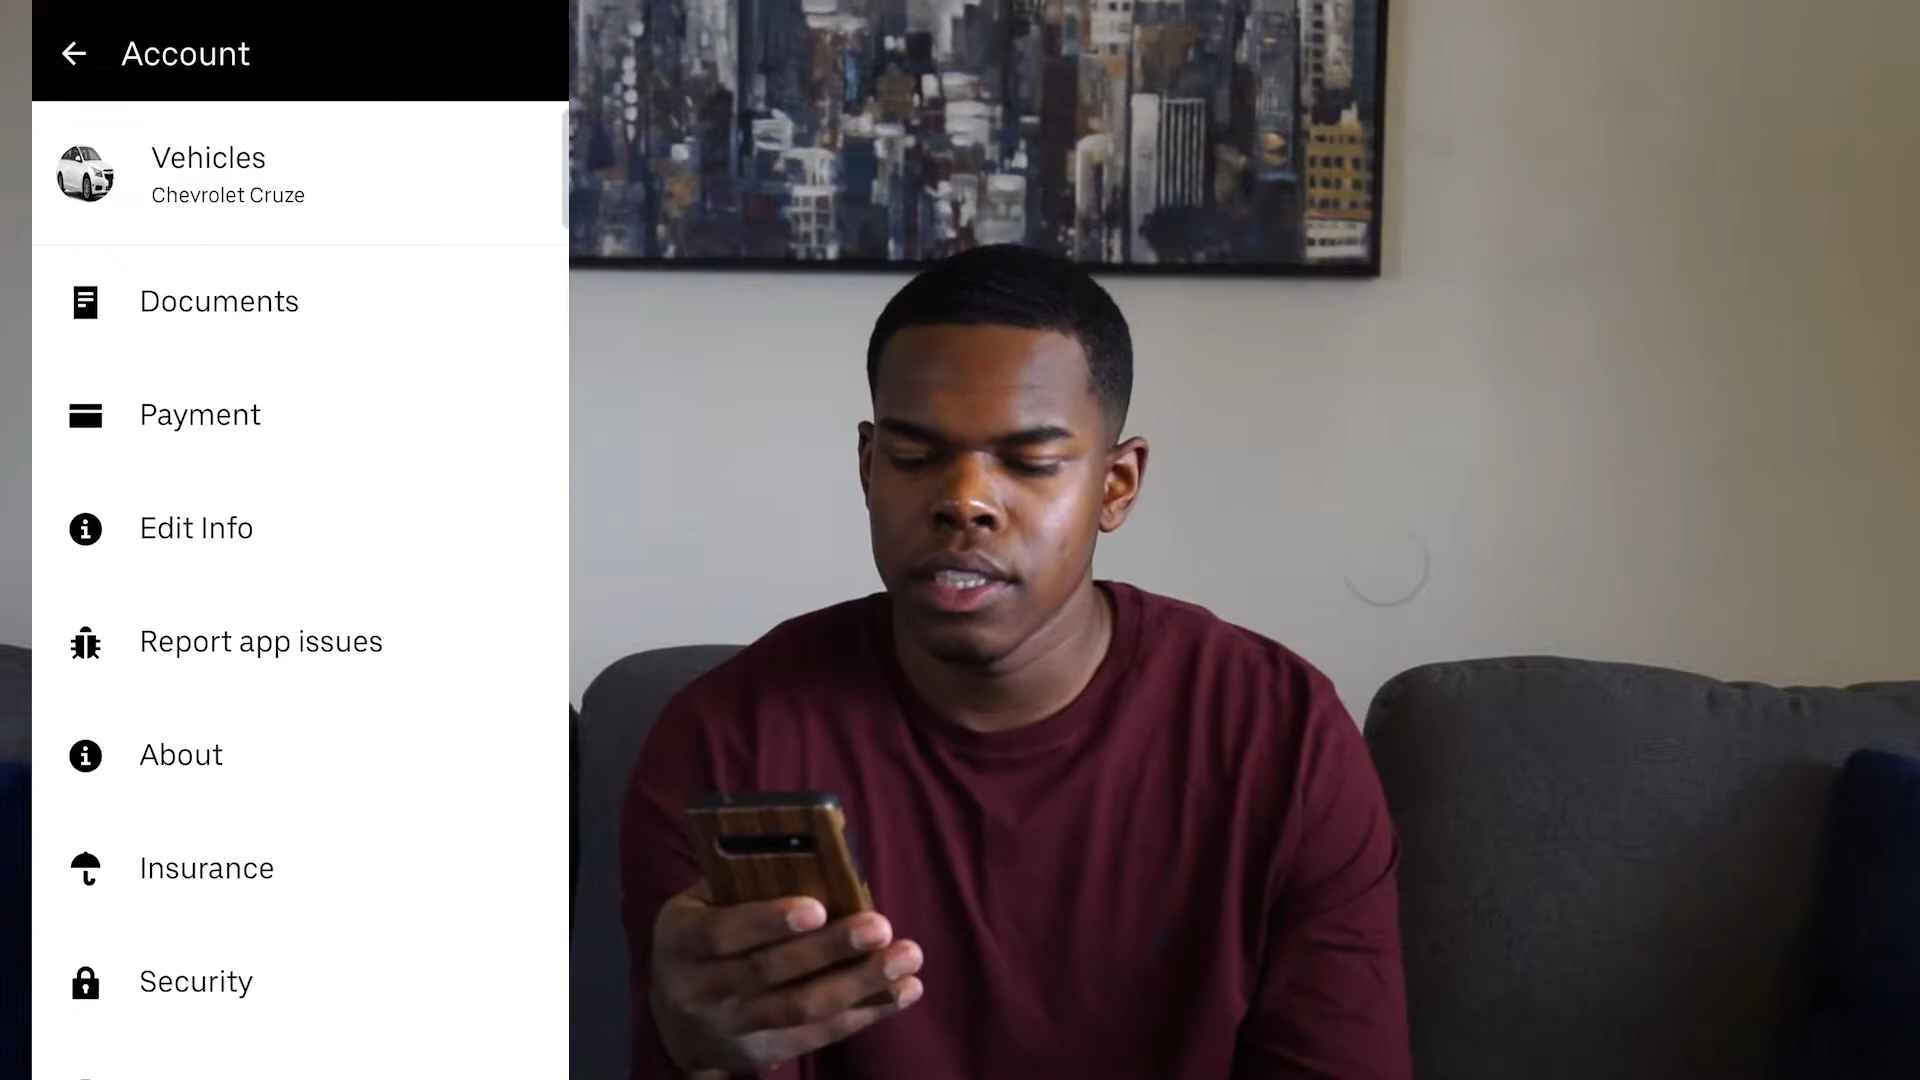 Account
Vehicles
Chevrolet Cruze
Documents
Payment
Edit Info
Report app issues
About
Insurance
Security